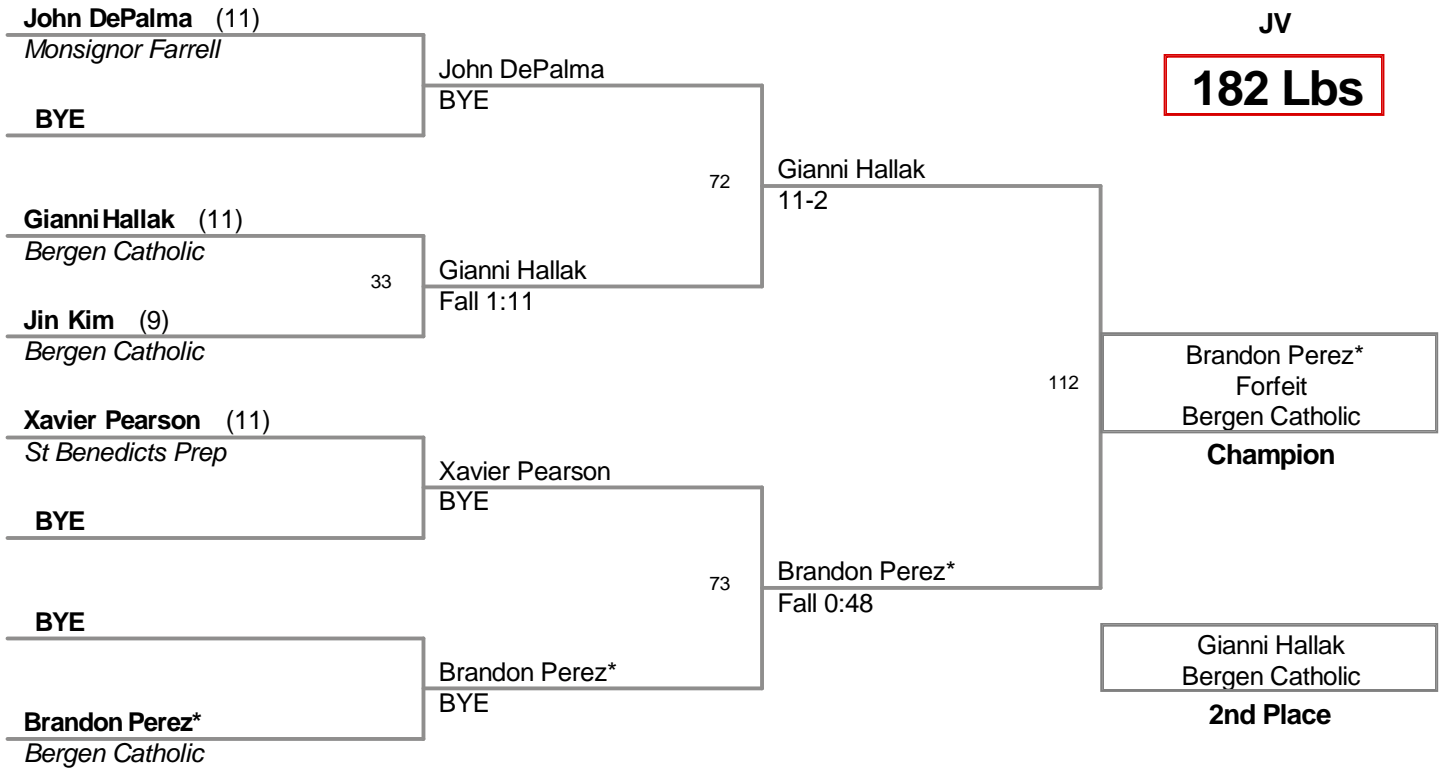 John DePalma (11)
Monsignor Farrell
BYE
Gianni Hallak (11)
Bergen Catholic
33
Jin Kim (9)
Bergen Catholic
Xavier Pearson (11)
St Benedicts Prep
BYE
BYE
Brandon Perez*
Bergen Catholic
John DePalma
BYE
72
Gianni Hallak
Fall 1:11
Xavier Pearson
BYE
73
Brandon Perez*
BYE
Gianni Hallak
11-2
112
Brandon Perez*
Fall 0:48
JV
182 Lbs
Brandon Perez*
Forfeit
Bergen Catholic
Champion
Gianni Hallak
Bergen Catholic
2nd Place